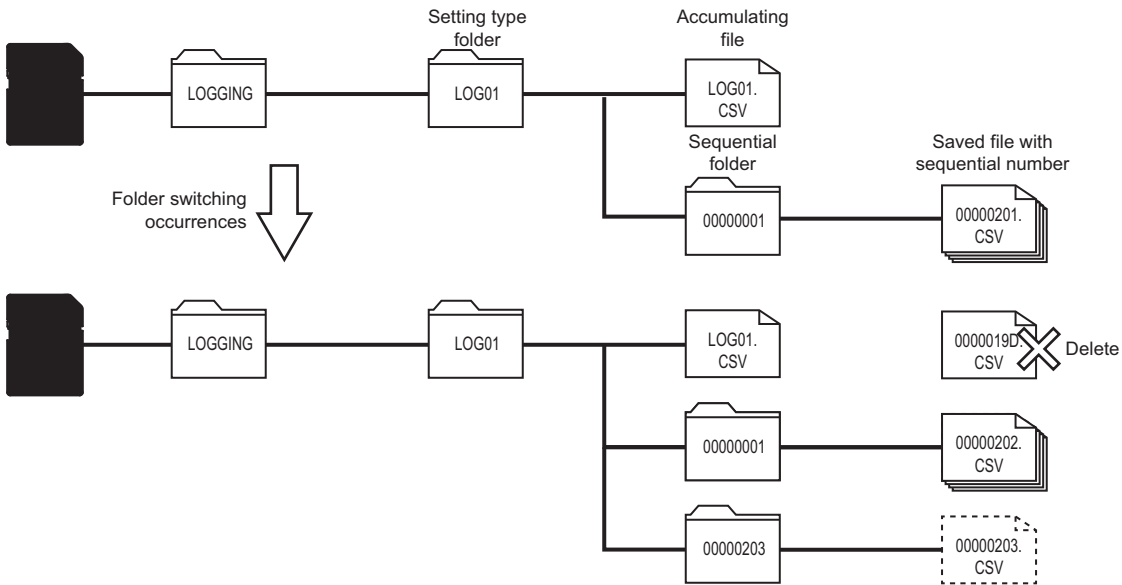 Setting type
folder
Accumulating
file
LOGGING
LOG01
LOG01.
CSV
Sequential
folder
Saved file with
sequential number
00000001
00000201.
CSV
Folder switching
occurrences
LOGGING
LOG01
LOG01.
CSV
0000019D.
CSV
Delete
00000001
00000202.
CSV
00000203
00000203.
CSV